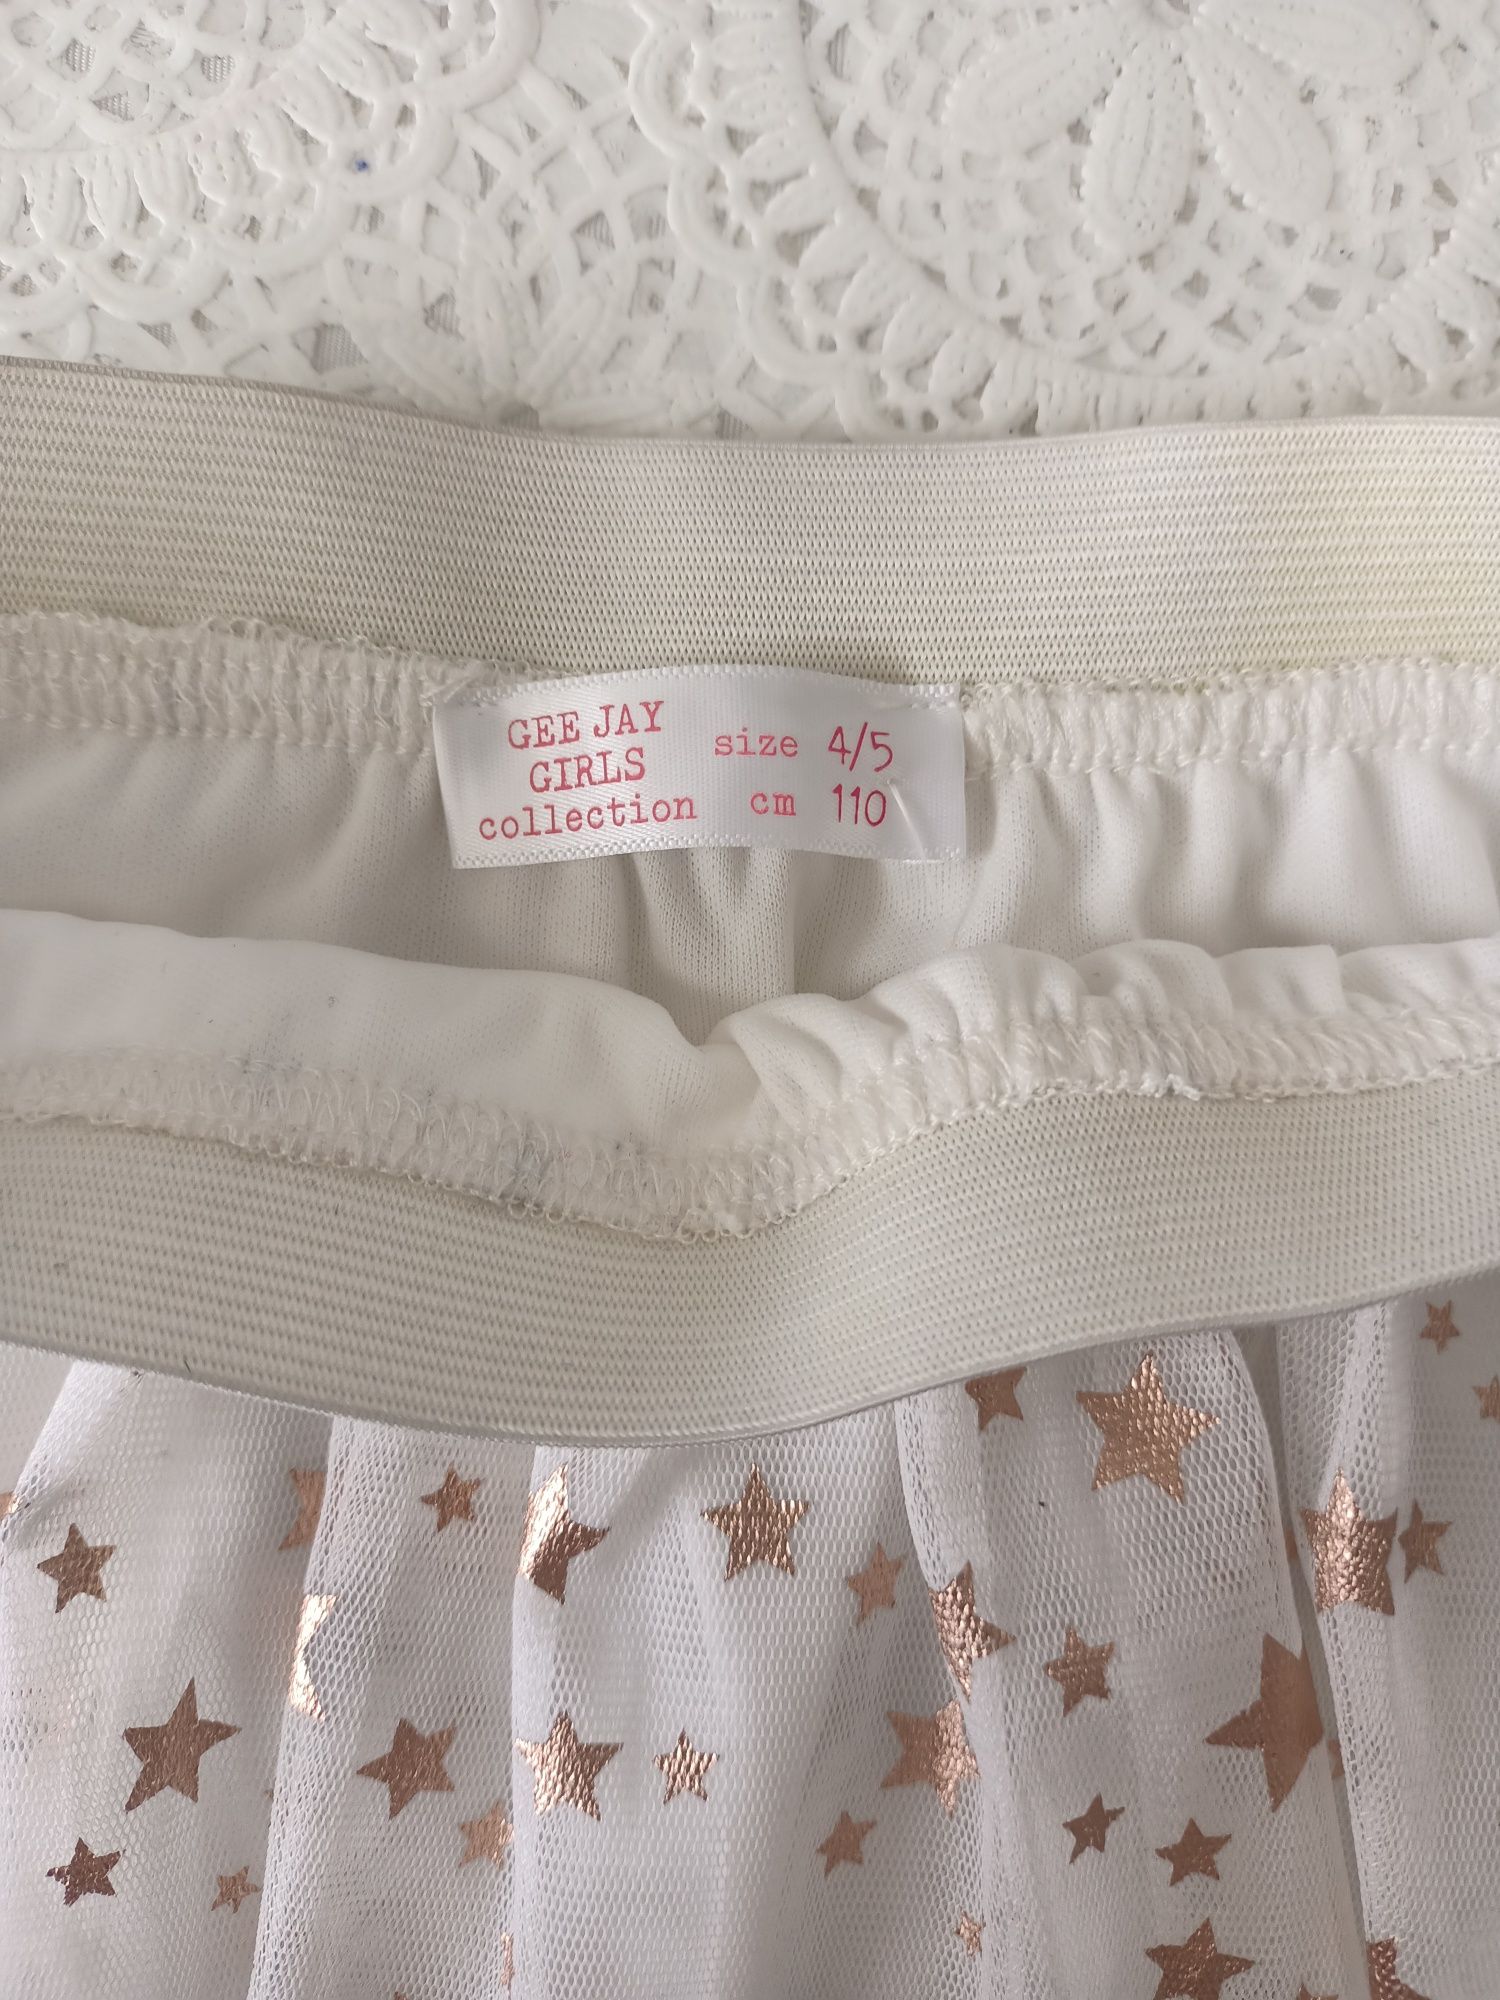 GEE JAY
GIRLS
collection
size 4/5
cm 110